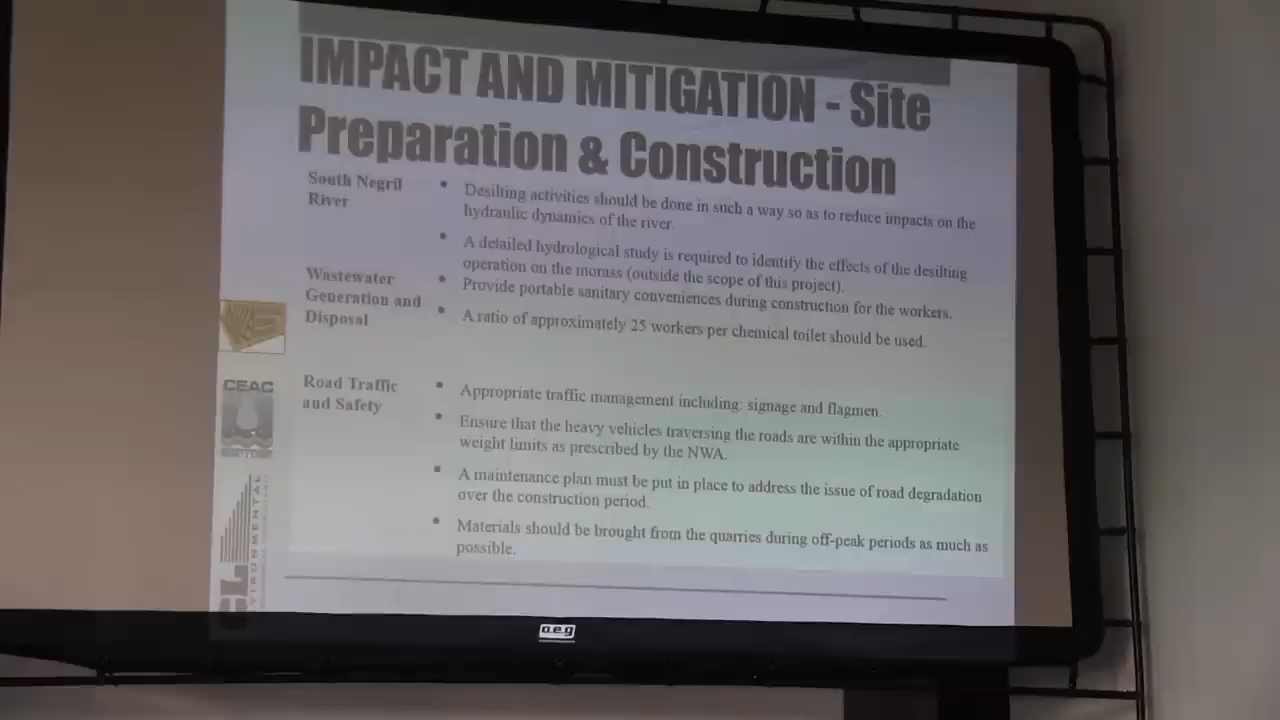 IMPACT AND MITIGATION - Site
Preparation & Construction
South Negril
River
• Desilting activities should be done in such a way so as to reduce impacts on the
hydraulic dynamics of the river.
• A detailed hydrological study is required to identify the effects of the desilting
operation on the morass (outside the scope of this project).
Wastewater
Generation and
Disposal
• Provide portable sanitary conveniences during construction for the workers.
• A ratio of approximately 25 workers per chemical toilet should be used.
Road Traffic
and Safety
• Appropriate traffic management including: signage and flagmen.
• Ensure that the heavy vehicles traversing the roads are within the appropriate
weight limits as prescribed by the NWA.
• A maintenance plan must be put in place to address the issue of road degradation
over the construction period.
• Materials should be brought from the quarries during off-peak periods as much as
possible.
CEAC
CL
ENVIRONMENTAL